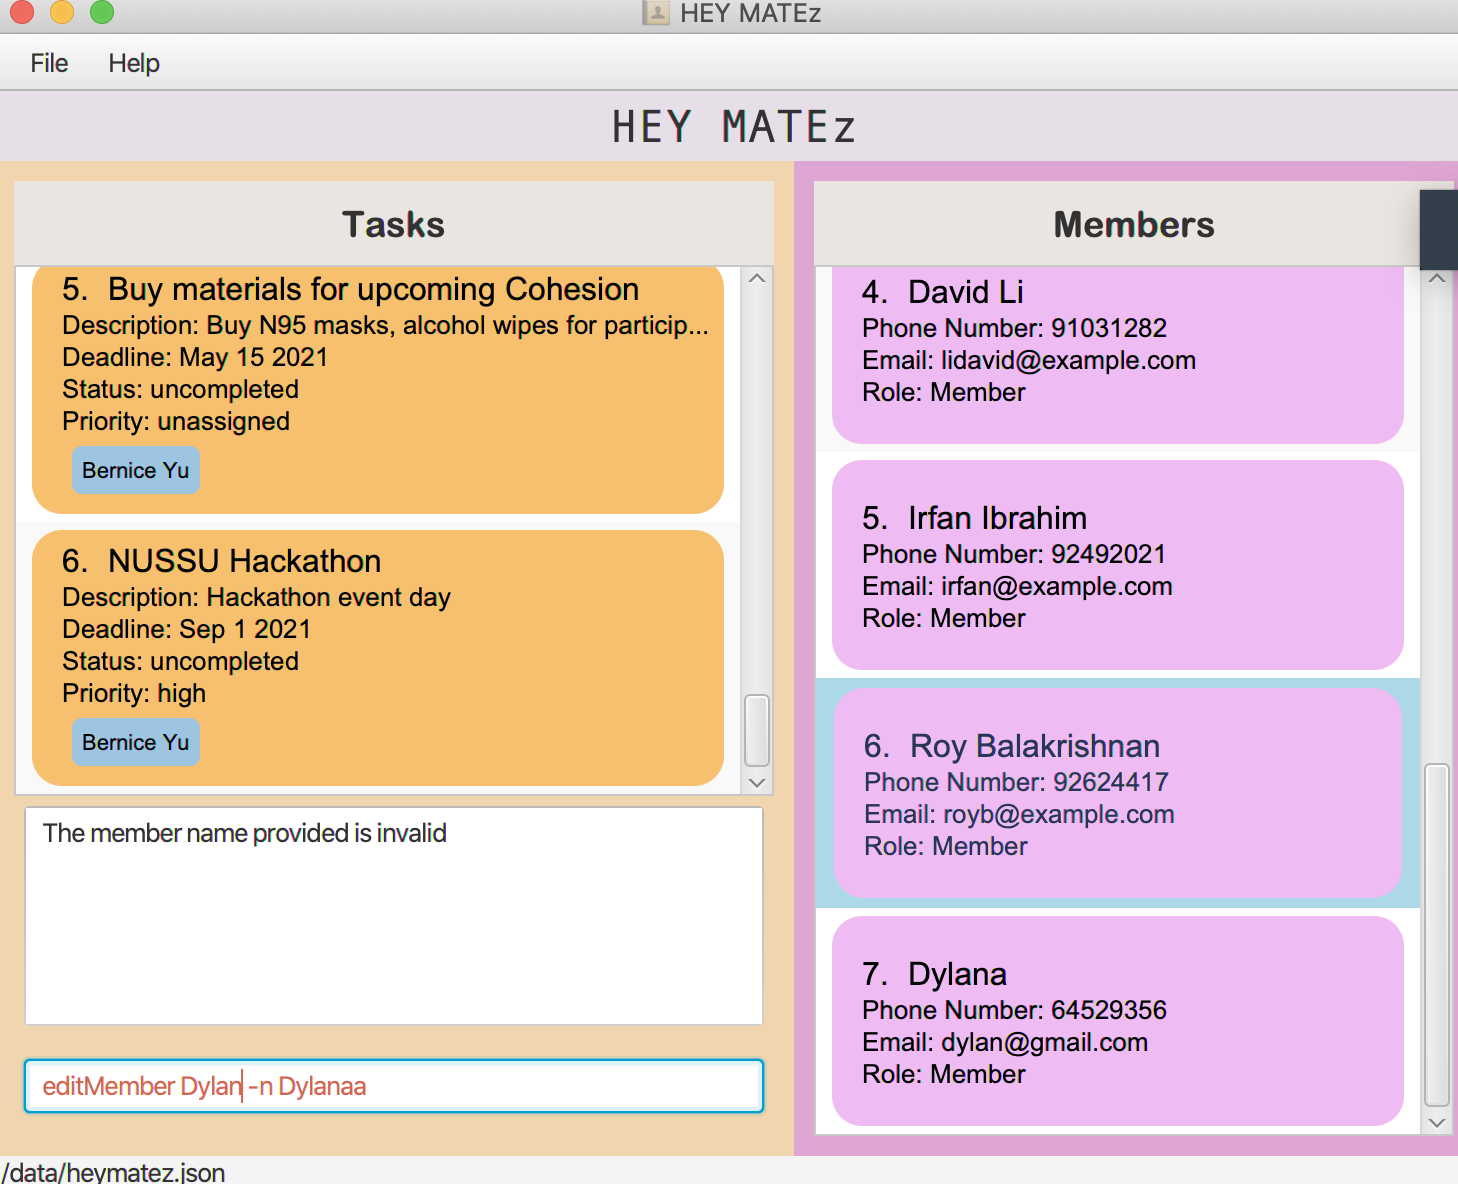 HEY MATEz
File Help
HEY MATEz
Tasks
5. Buy materials for upcoming Cohesion
Description: Buy N95 masks, alcohol wipes for particip...
Deadline: May 15 2021
Status: uncompleted
Priority: unassigned
Bernice Yu
6. NUSSU Hackathon
Description: Hackathon event day
Deadline: Sep 1 2021
Status: uncompleted
Priority: high
Bernice Yu
The member name provided is invalid
editMember Dylan -n Dylanaa
Members
4. David Li
Phone Number: 91031282
Email: lidavid@example.com
Role: Member
5. Irfan Ibrahim
Phone Number: 92492021
Email: irfan@example.com
Role: Member
6. Roy Balakrishnan
Phone Number: 92624417
Email: royb@example.com
Role: Member
7. Dylana
Phone Number: 64529356
Email: dylan@gmail.com
Role: Member
/data/heymatez.json